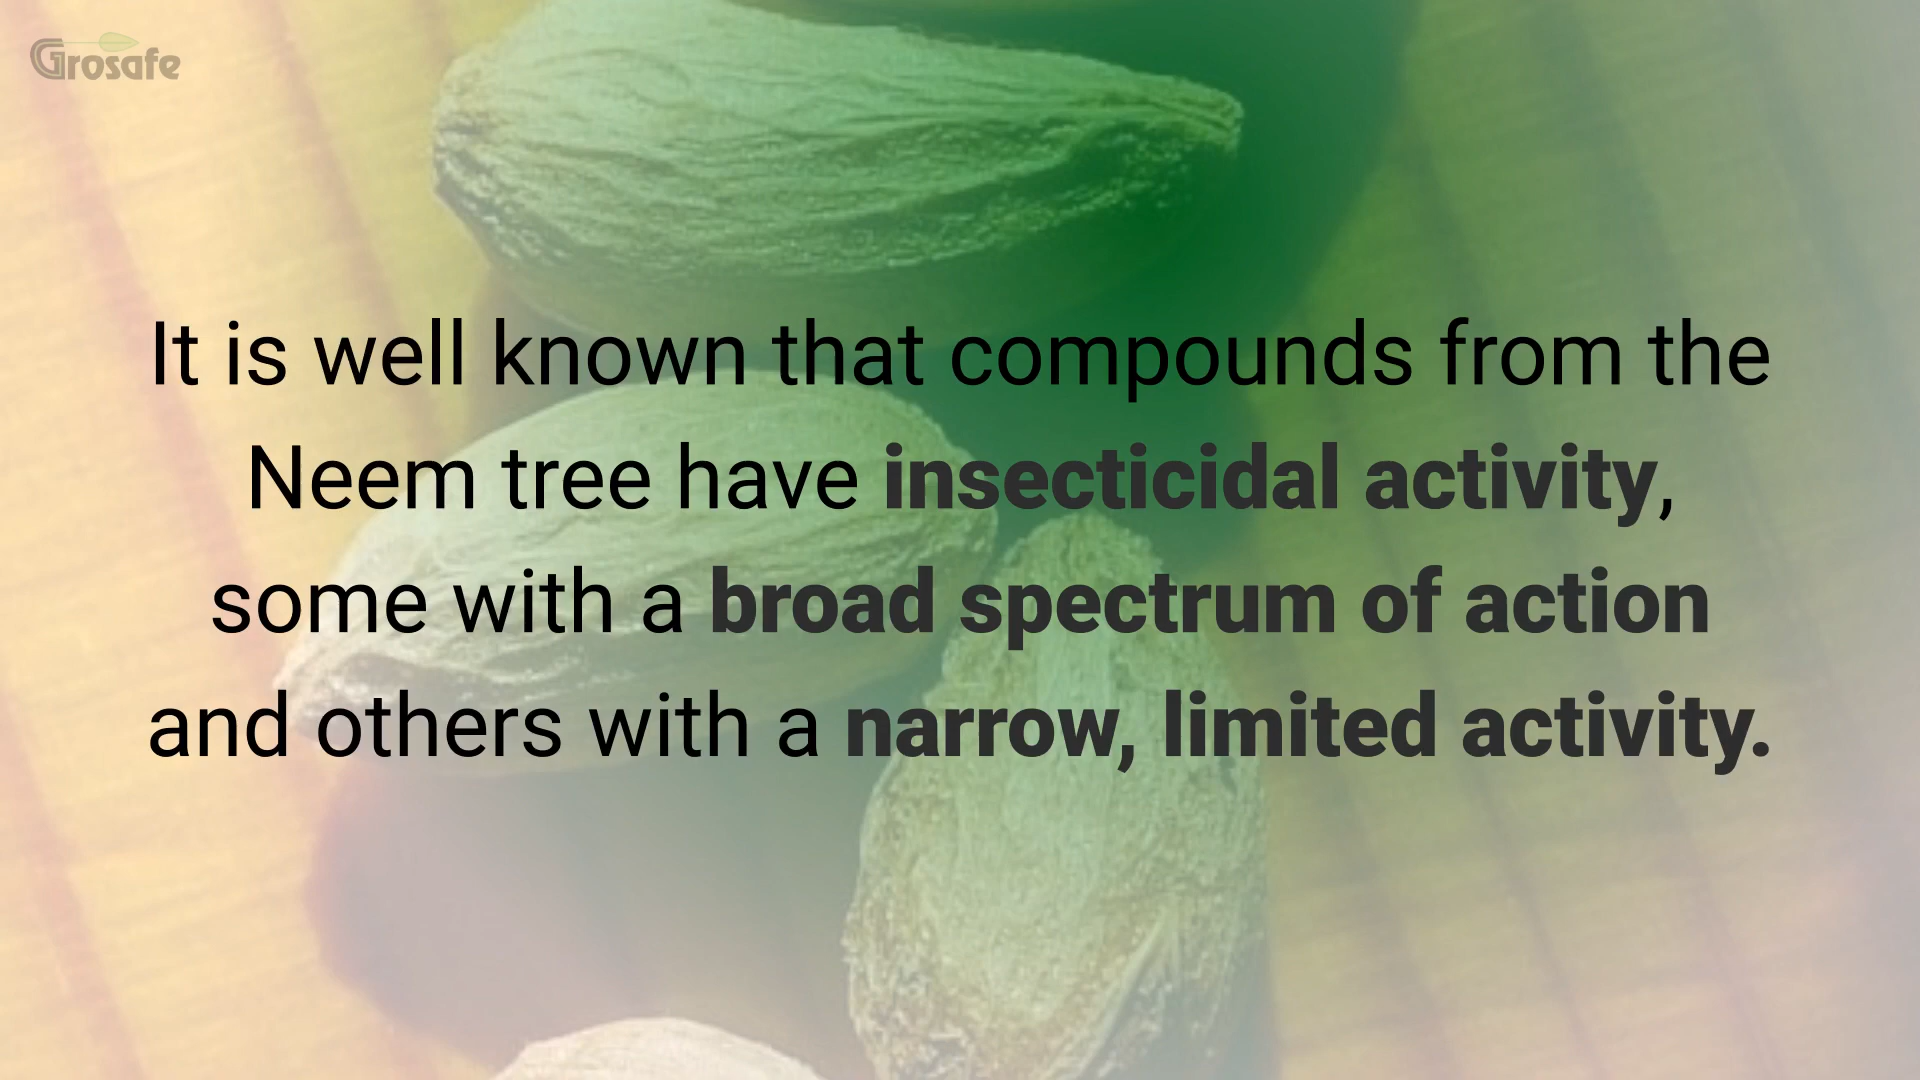 Grosafe
It is well known that compounds from the
Neem tree have insecticidal activity,
some with a broad spectrum of action
and others with a narrow, limited activity.